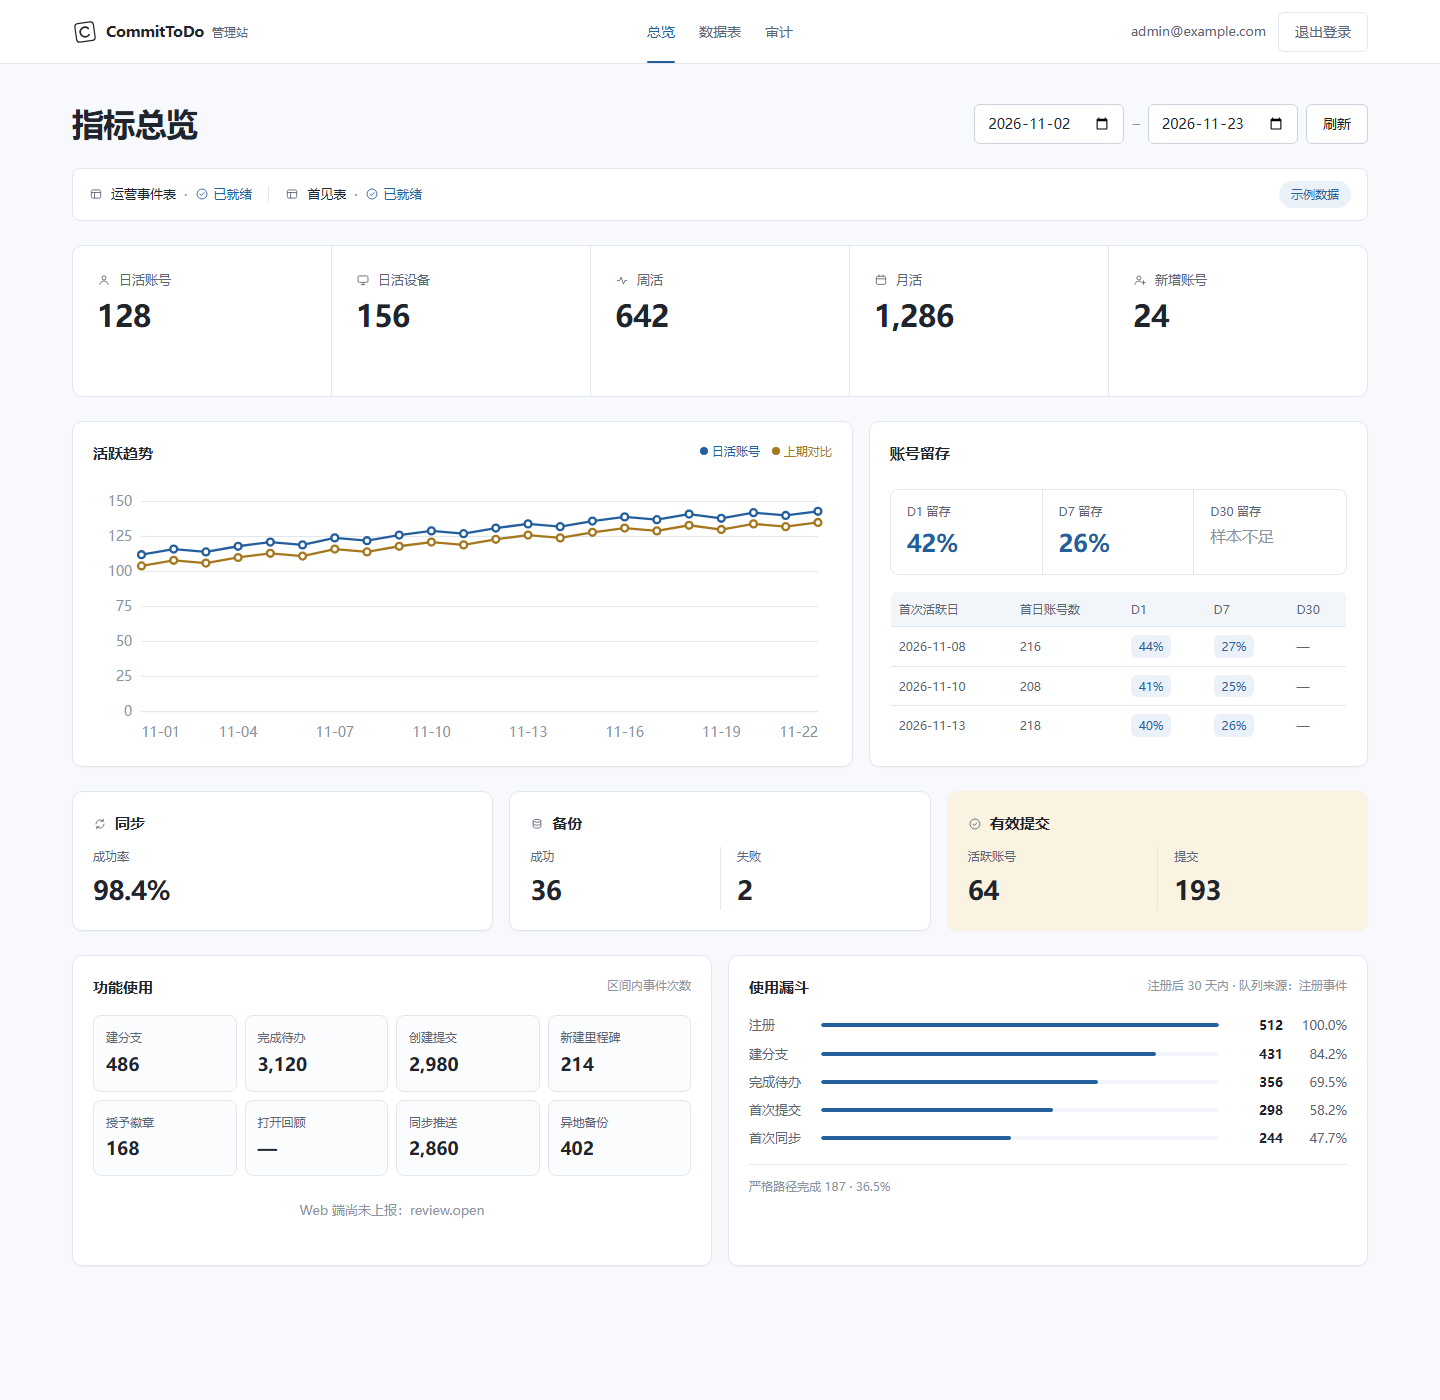 CommitToDo 管理站
总览 数据表 审计
admin@example.com 退出登录
指标总览
2026-11-02 – 2026-11-23 刷新
运营事件表 · 已就绪 首见表 · 已就绪 示例数据
日活账号 日活设备 周活 月活 新增账号
128 156 642 1,286 24
活跃趋势 日活账号 上期对比
150
125
100
75
50
25
0
11-01 11-04 11-07 11-10 11-13 11-16 11-19 11-22
账号留存
D1 留存 D7 留存 D30 留存
42% 26% 样本不足
首次活跃日 首日账号数 D1 D7 D30
2026-11-08 216 44% 27% —
2026-11-10 208 41% 25% —
2026-11-13 218 40% 26% —
同步
成功率
98.4%
备份
成功 失败
36 2
有效提交
活跃账号 提交
64 193
功能使用 区间内事件次数
建分支 完成待办 创建提交 新建里程碑
486 3,120 2,980 214
授予徽章 打开回顾 同步推送 异地备份
168 — 2,860 402
Web 端尚未上报：review.open
使用漏斗 注册后 30 天内 · 队列来源：注册事件
注册 512 100.0%
建分支 431 84.2%
完成待办 356 69.5%
首次提交 298 58.2%
首次同步 244 47.7%
严格路径完成 187 · 36.5%